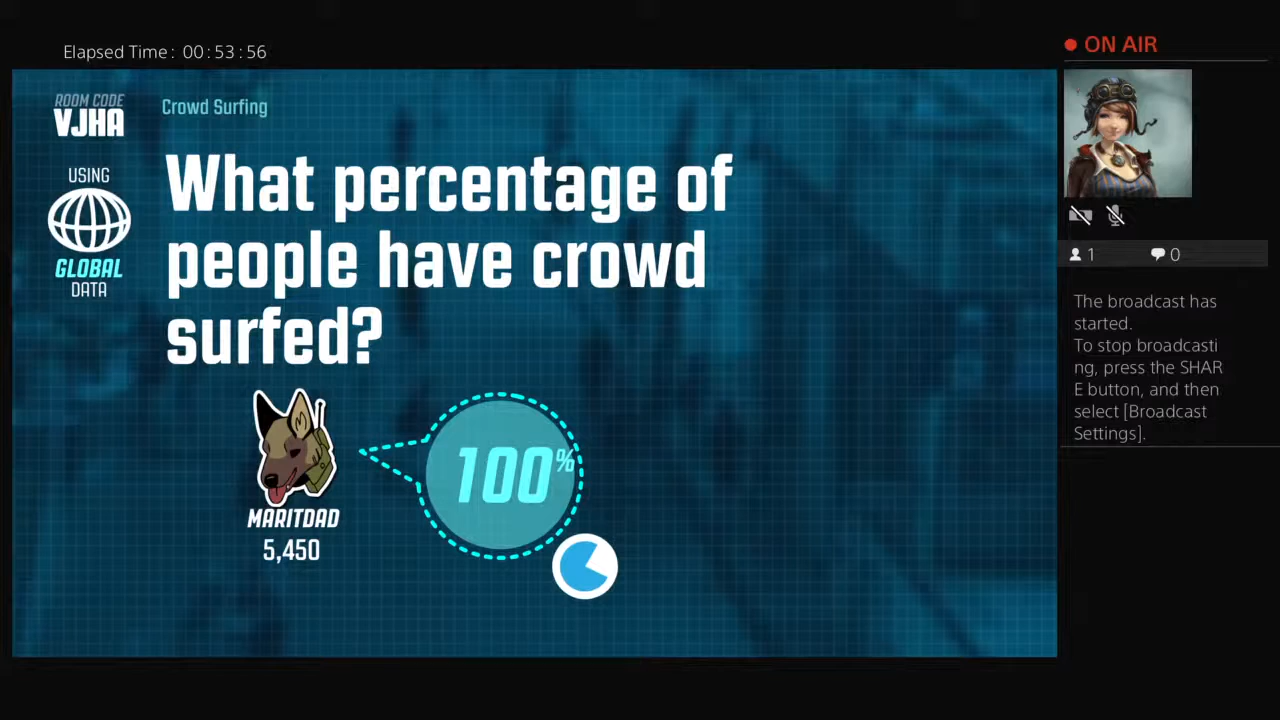 Elapsed Time: 00:53:56
ON AIR
ROOM CODE
VJHA
Crowd Surfing
USING
GLOBAL
DATA
What percentage of
people have crowd
surfed?
100%
MARITDAD
5,450
1
0
The broadcast has
started.
To stop broadcasti
ng, press the SHAR
E button, and then
select [Broadcast
Settings].